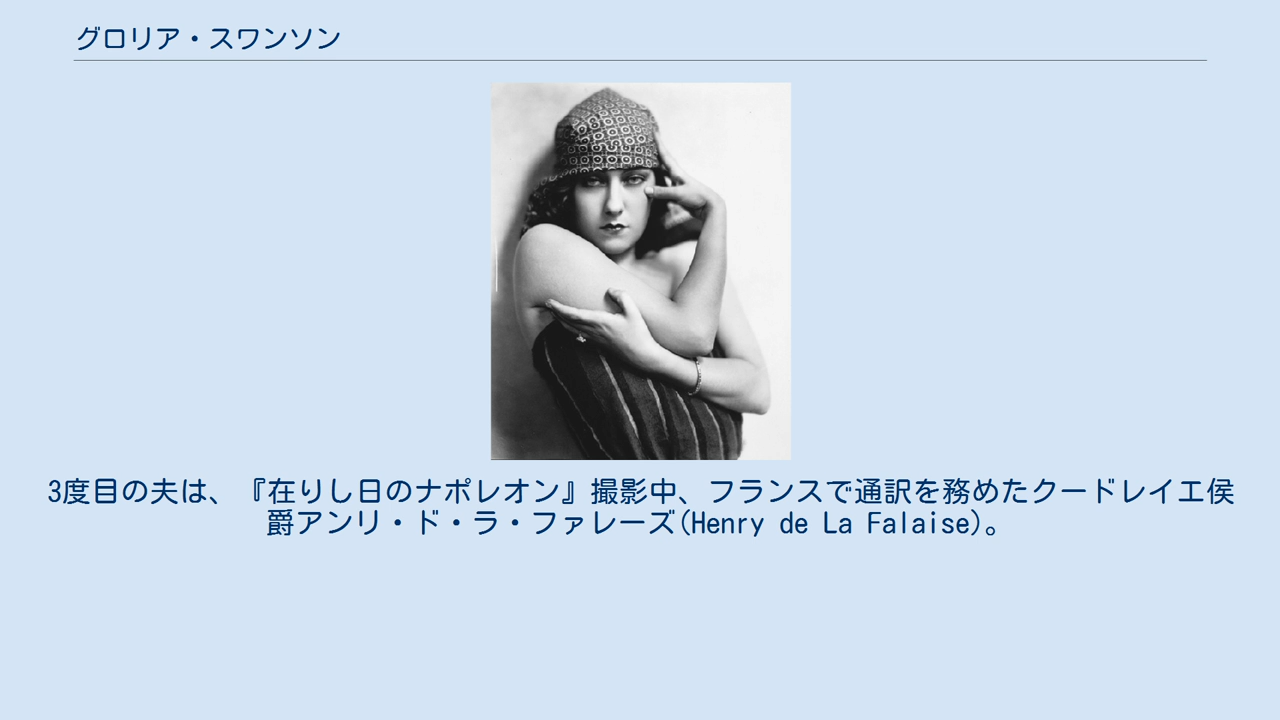 グロリア・スワンソン
3度目の夫は、『在りし日のナポレオン』撮影中、フランスで通訳を務めたクードレイエ侯
爵アンリ・ド・ラ・ファレーズ(Henry de La Falaise)。